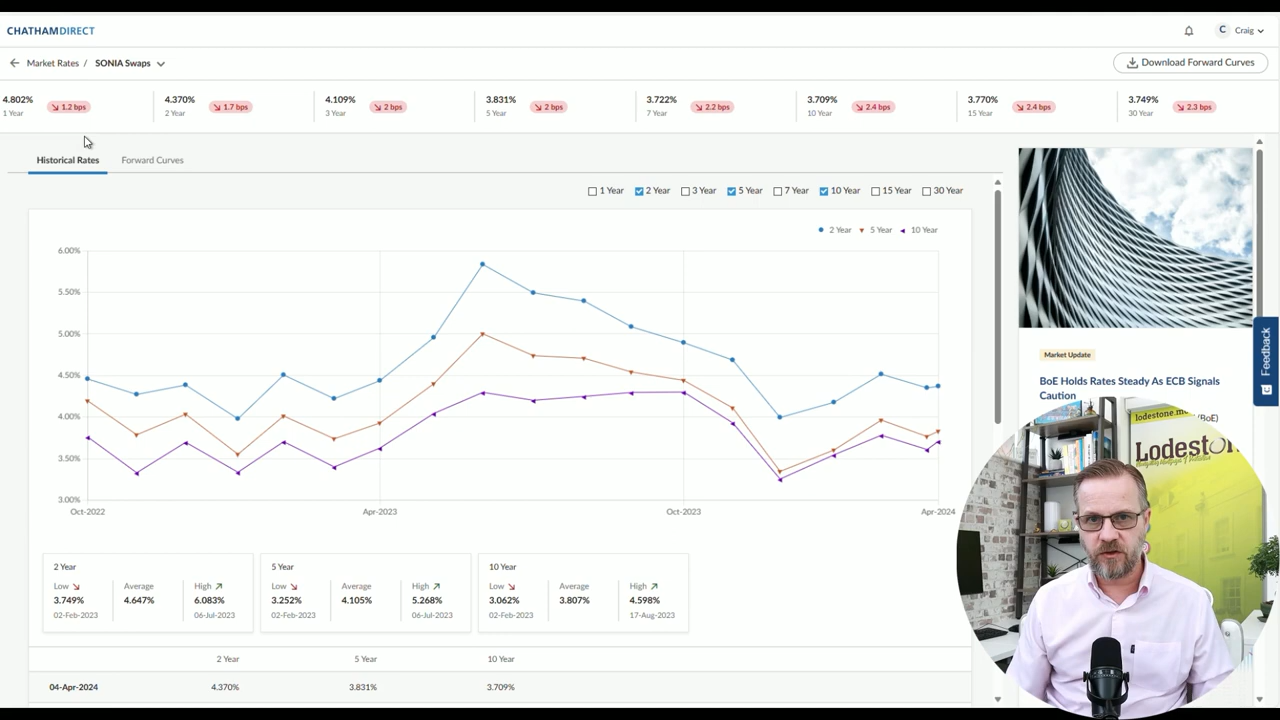 CHATHAMDIRECT
C Craig
Market Rates / SONIA Swaps
Download Forward Curves
4.802% 1.2 bps 4.370% 1.7 bps 4.109% 2 bps 3.831% 2 bps 3.722% 2.2 bps 3.709% 2.4 bps 3.770% 2.4 bps 3.749% 2.3 bps
1 Year 2 Year 3 Year 5 Year 7 Year 10 Year 15 Year 30 Year
Historical Rates Forward Curves
1 Year 2 Year 3 Year 5 Year 7 Year 10 Year 15 Year 30 Year
2 Year 5 Year 10 Year
6.00%
5.50%
5.00%
4.50%
4.00%
3.50%
3.00%
Oct-2022 Apr-2023 Oct-2023 Apr-2024
Feedback
Market Update
BoE Holds Rates Steady As ECB Signals
Caution
(BoE)
lodestone.m
Lodeston
2 Year 5 Year 10 Year
Low Average High Low Average High Low Average High
3.749% 4.647% 6.083% 3.252% 4.105% 5.268% 3.062% 3.807% 4.598%
02-Feb-2023 06-Jul-2023 02-Feb-2023 06-Jul-2023 02-Feb-2023 17-Aug-2023
2 Year 5 Year 10 Year
04-Apr-2024 4.370% 3.831% 3.709%